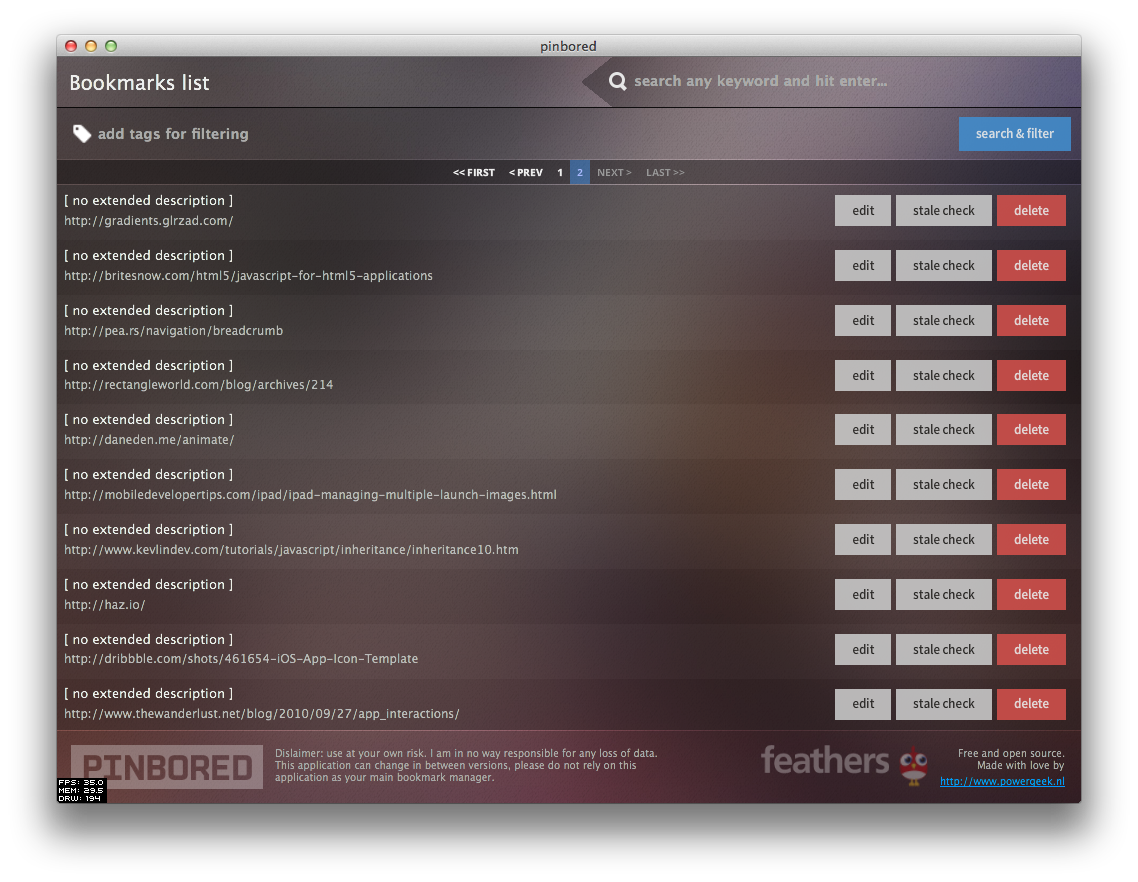 pinbored
Bookmarks list
search any keyword and hit enter...
add tags for filtering
search & filter
<< FIRST < PREV 1 2 NEXT > LAST >>
[ no extended description ]
http://gradients.glrzad.com/
edit stale check delete
[ no extended description ]
http://britesnow.com/html5/javascript-for-html5-applications
edit stale check delete
[ no extended description ]
http://pea.rs/navigation/breadcrumb
edit stale check delete
[ no extended description ]
http://rectangleworld.com/blog/archives/214
edit stale check delete
[ no extended description ]
http://daneden.me/animate/
edit stale check delete
[ no extended description ]
http://mobiledevelopertips.com/ipad/ipad-managing-multiple-launch-images.html
edit stale check delete
[ no extended description ]
http://www.kevlindev.com/tutorials/javascript/inheritance/inheritance10.htm
edit stale check delete
[ no extended description ]
http://haz.io/
edit stale check delete
[ no extended description ]
http://dribbble.com/shots/461654-iOS-App-Icon-Template
edit stale check delete
[ no extended description ]
http://www.thewanderlust.net/blog/2010/09/27/app_interactions/
edit stale check delete
PINBORED
FPS: 35.0
MEM: 29.5
DRW: 194
Dislaimer: use at your own risk. I am in no way responsible for any loss of data.
This application can change in between versions, please do not rely on this
application as your main bookmark manager.
feathers
Free and open source.
Made with love by
http://www.powergeek.nl